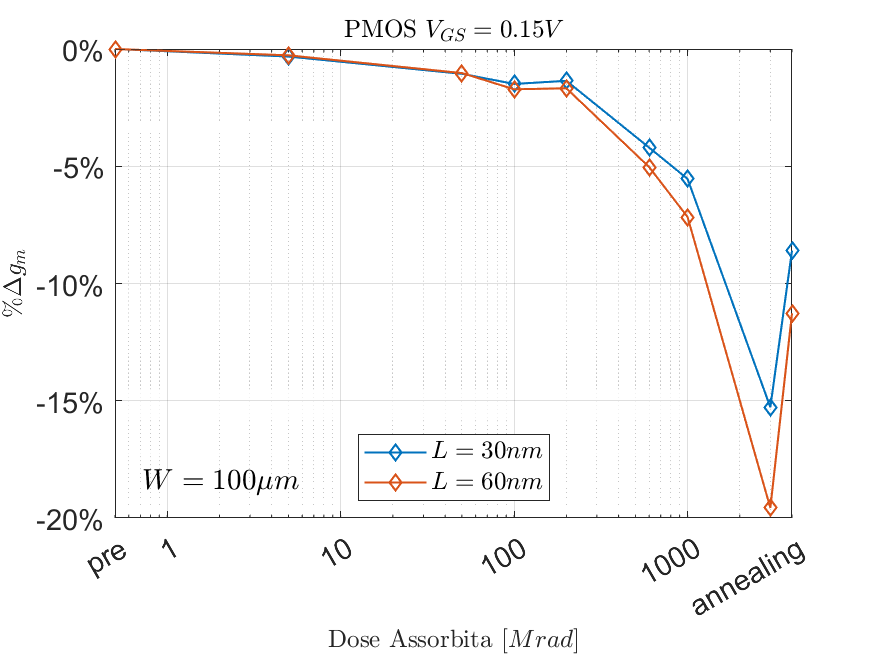 PMOS V_GS = 0.15V
0%
-5%
-10%
-15%
-20%
%Δg_m
W = 100μm
L = 30nm
L = 60nm
pre 1 10 100 1000 annealing
Dose Assorbita [Mrad]